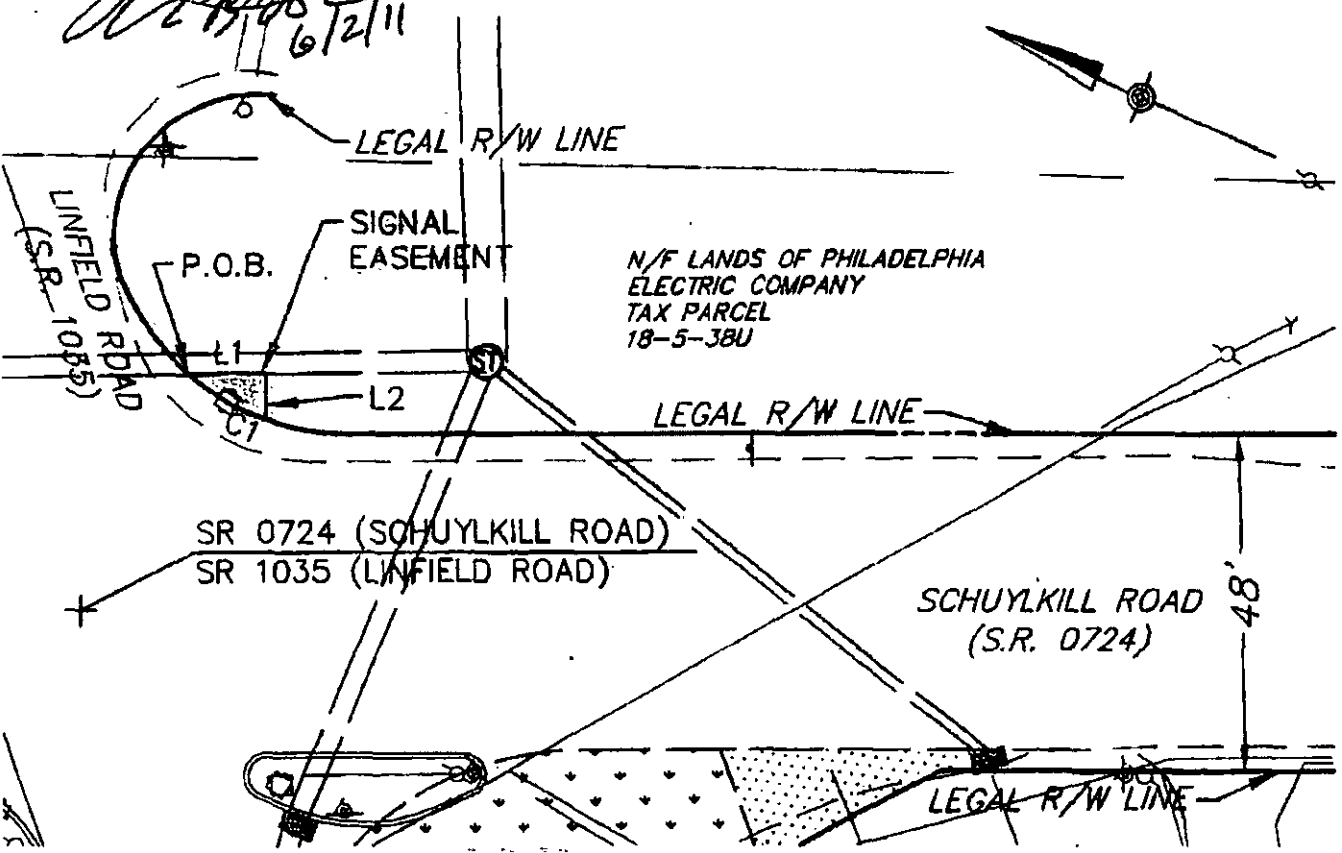 6/2/11
LEGAL R/W LINE
LINFIELD ROAD
(S.R. 1035)
SIGNAL
EASEMENT
P.O.B.
N/F LANDS OF PHILADELPHIA
ELECTRIC COMPANY
TAX PARCEL
18-5-38U
L1
ST
L2
C1
LEGAL R/W LINE
SR 0724 (SCHUYLKILL ROAD)
SR 1035 (LINFIELD ROAD)
SCHUYLKILL ROAD
(S.R. 0724)
48'
LEGAL R/W LINE